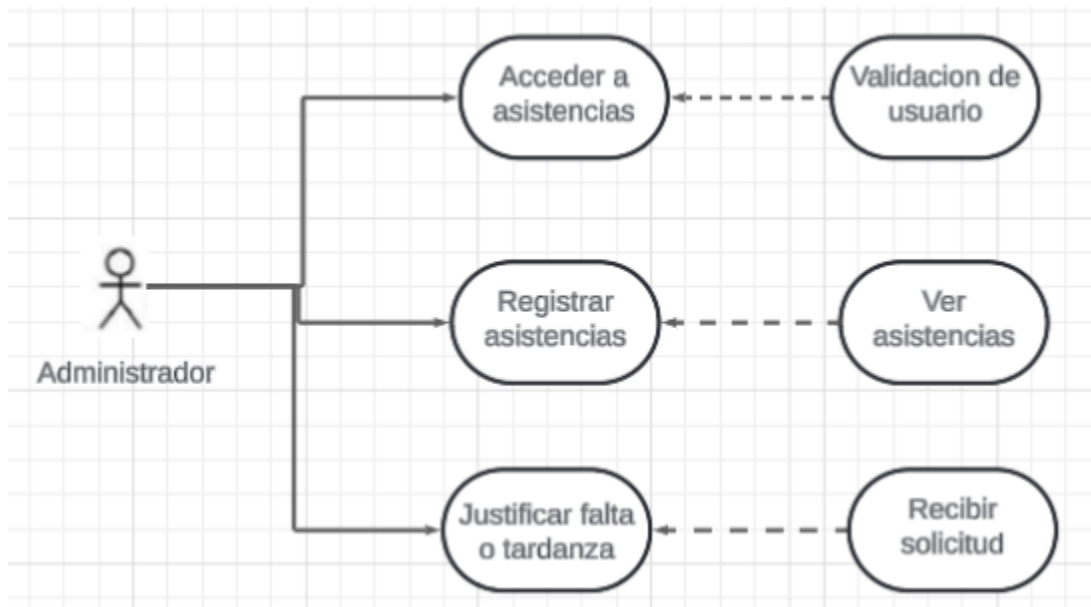 Acceder a
asistencias
Validacion de
usuario
Administrador
Registrar
asistencias
Ver
asistencias
Justificar falta
o tardanza
Recibir
solicitud